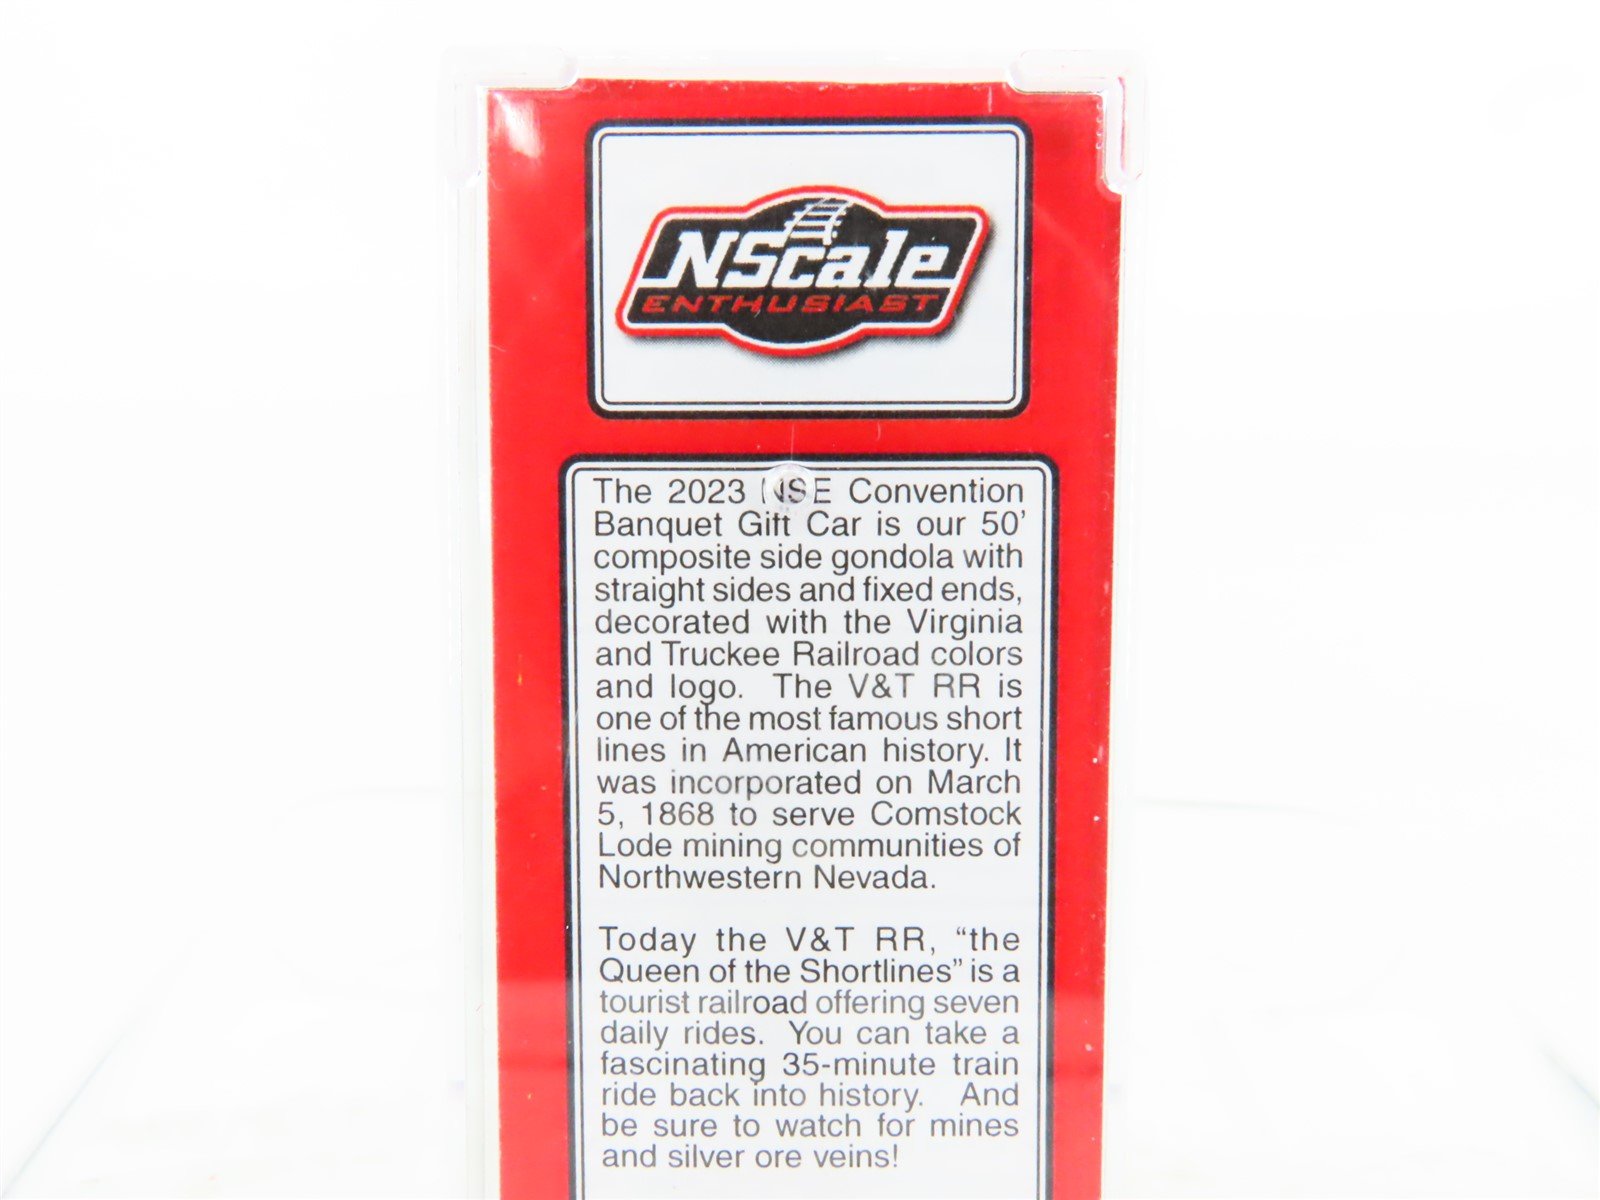 NScale
ENTHUSIAST
The 2023 NSE Convention
Banquet Gift Car is our 50'
composite side gondola with
straight sides and fixed ends,
decorated with the Virginia
and Truckee Railroad colors
and logo. The V&T RR is
one of the most famous short
lines in American history. It
was incorporated on March
5, 1868 to serve Comstock
Lode mining communities of
Northwestern Nevada.
Today the V&T RR, “the
Queen of the Shortlines” is a
tourist railroad offering seven
daily rides. You can take a
fascinating 35-minute train
ride back into history. And
be sure to watch for mines
and silver ore veins!